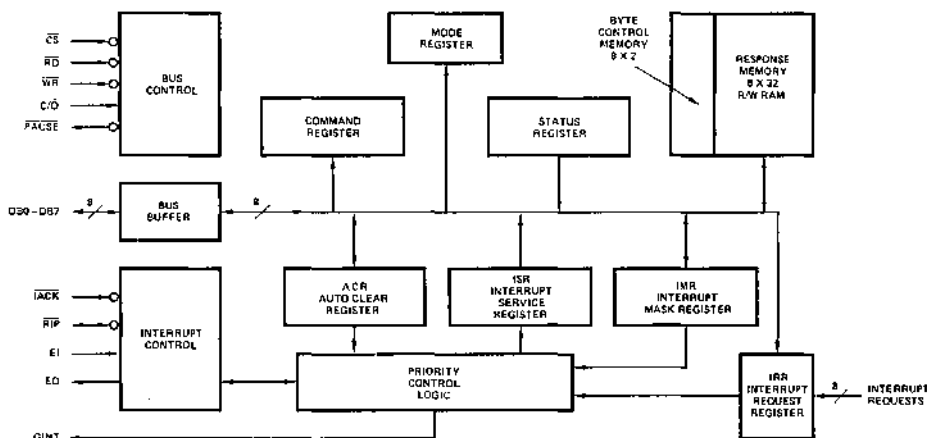 CS
RD
WR
C/D
PAUSE
BUS
CONTROL
MODE
REGISTER
BYTE
CONTROL
MEMORY
8 X 2
RESPONSE
MEMORY
8 X 32
R/W RAM
COMMAND
REGISTER
STATUS
REGISTER
DB0-DB7
8
BUS
BUFFER
8
ACR
AUTO CLEAR
REGISTER
ISR
INTERRUPT
SERVICE
REGISTER
IMR
INTERRUPT
MASK REGISTER
IACK
RIP
EI
EO
INTERRUPT
CONTROL
PRIORITY
CONTROL
LOGIC
IRR
INTERRUPT
REQUEST
REGISTER
8
INTERRUPT
REQUESTS
GINT